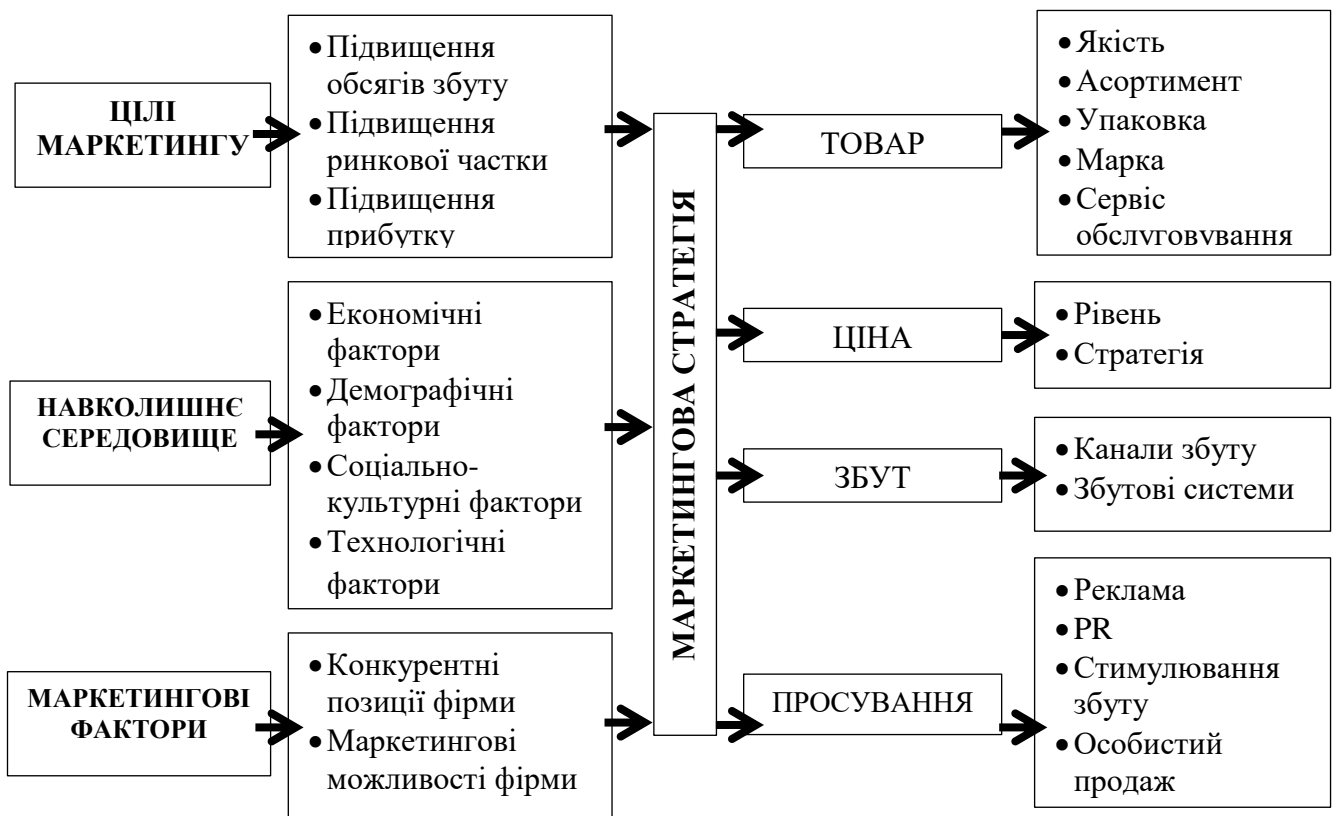 ЦІЛІ
МАРКЕТИНГУ
• Підвищення
обсягів збуту
• Підвищення
ринкової частки
• Підвищення
прибутку
НАВКОЛИШНЄ
СЕРЕДОВИЩЕ
• Економічні
фактори
• Демографічні
фактори
• Соціально-
культурні фактори
• Технологічні
фактори
МАРКЕТИНГОВІ
ФАКТОРИ
• Конкурентні
позиції фірми
• Маркетингові
можливості фірми
МАРКЕТИНГОВА СТРАТЕГІЯ
ТОВАР
• Якість
• Асортимент
• Упаковка
• Марка
• Сервіс
обслуговування
ЦІНА
• Рівень
• Стратегія
ЗБУТ
• Канали збуту
• Збутові системи
ПРОСУВАННЯ
• Реклама
• PR
• Стимулювання
збуту
• Особистий
продаж